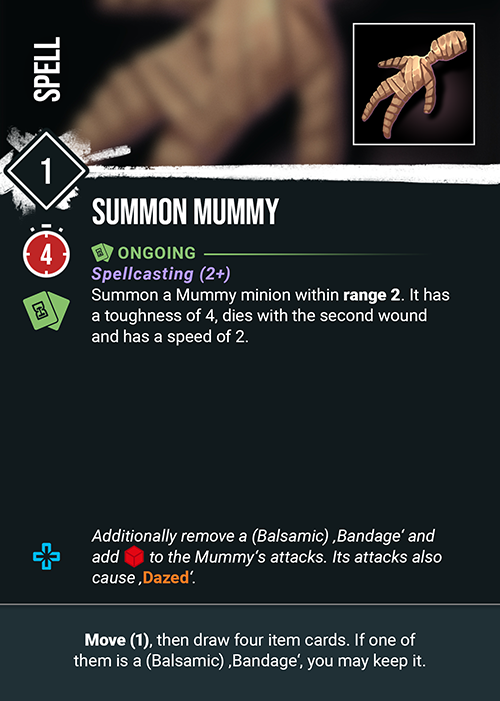 SPELL
1
SUMMON MUMMY
4
ONGOING
Spellcasting (2+)
Summon a Mummy minion within range 2. It has
a toughness of 4, dies with the second wound
and has a speed of 2.
Additionally remove a (Balsamic) ‚Bandage‘ and
add to the Mummy‘s attacks. Its attacks also
cause ‚Dazed‘.
Move (1), then draw four item cards. If one of
them is a (Balsamic) ‚Bandage‘, you may keep it.